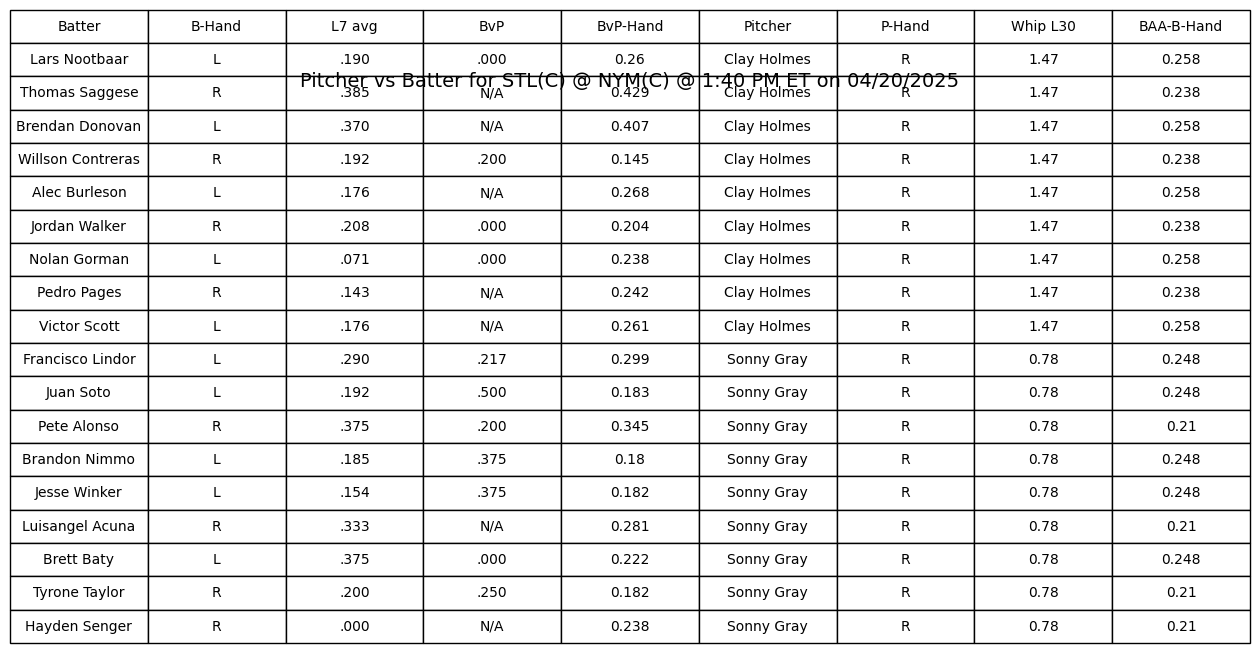 Batter B-Hand L7 avg BvP BvP-Hand Pitcher P-Hand Whip L30 BAA-B-Hand
Lars Nootbaar L .190 .000 0.26 Clay Holmes R 1.47 0.258
Pitcher vs Batter for STL(C) @ NYM(C) @ 1:40 PM ET on 04/20/2025
Thomas Saggese R .385 N/A 0.429 Clay Holmes R 1.47 0.238
Brendan Donovan L .370 N/A 0.407 Clay Holmes R 1.47 0.258
Willson Contreras R .192 .200 0.145 Clay Holmes R 1.47 0.238
Alec Burleson L .176 N/A 0.268 Clay Holmes R 1.47 0.258
Jordan Walker R .208 .000 0.204 Clay Holmes R 1.47 0.238
Nolan Gorman L .071 .000 0.238 Clay Holmes R 1.47 0.258
Pedro Pages R .143 N/A 0.242 Clay Holmes R 1.47 0.238
Victor Scott L .176 N/A 0.261 Clay Holmes R 1.47 0.258
Francisco Lindor L .290 .217 0.299 Sonny Gray R 0.78 0.248
Juan Soto L .192 .500 0.183 Sonny Gray R 0.78 0.248
Pete Alonso R .375 .200 0.345 Sonny Gray R 0.78 0.21
Brandon Nimmo L .185 .375 0.18 Sonny Gray R 0.78 0.248
Jesse Winker L .154 .375 0.182 Sonny Gray R 0.78 0.248
Luisangel Acuna R .333 N/A 0.281 Sonny Gray R 0.78 0.21
Brett Baty L .375 .000 0.222 Sonny Gray R 0.78 0.248
Tyrone Taylor R .200 .250 0.182 Sonny Gray R 0.78 0.21
Hayden Senger R .000 N/A 0.238 Sonny Gray R 0.78 0.21